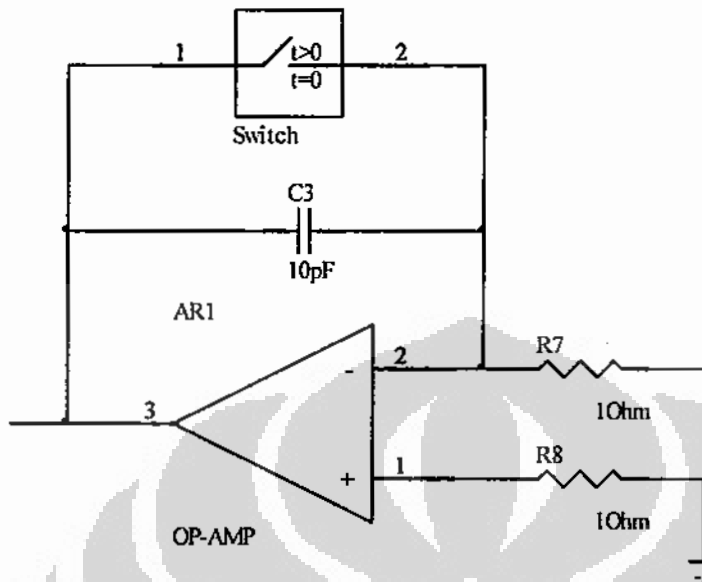 1 t>0 2
t=0
Switch
C3
10pF
AR1
2 R7
-
3 1Ohm
1 R8
+
1Ohm
OP-AMP